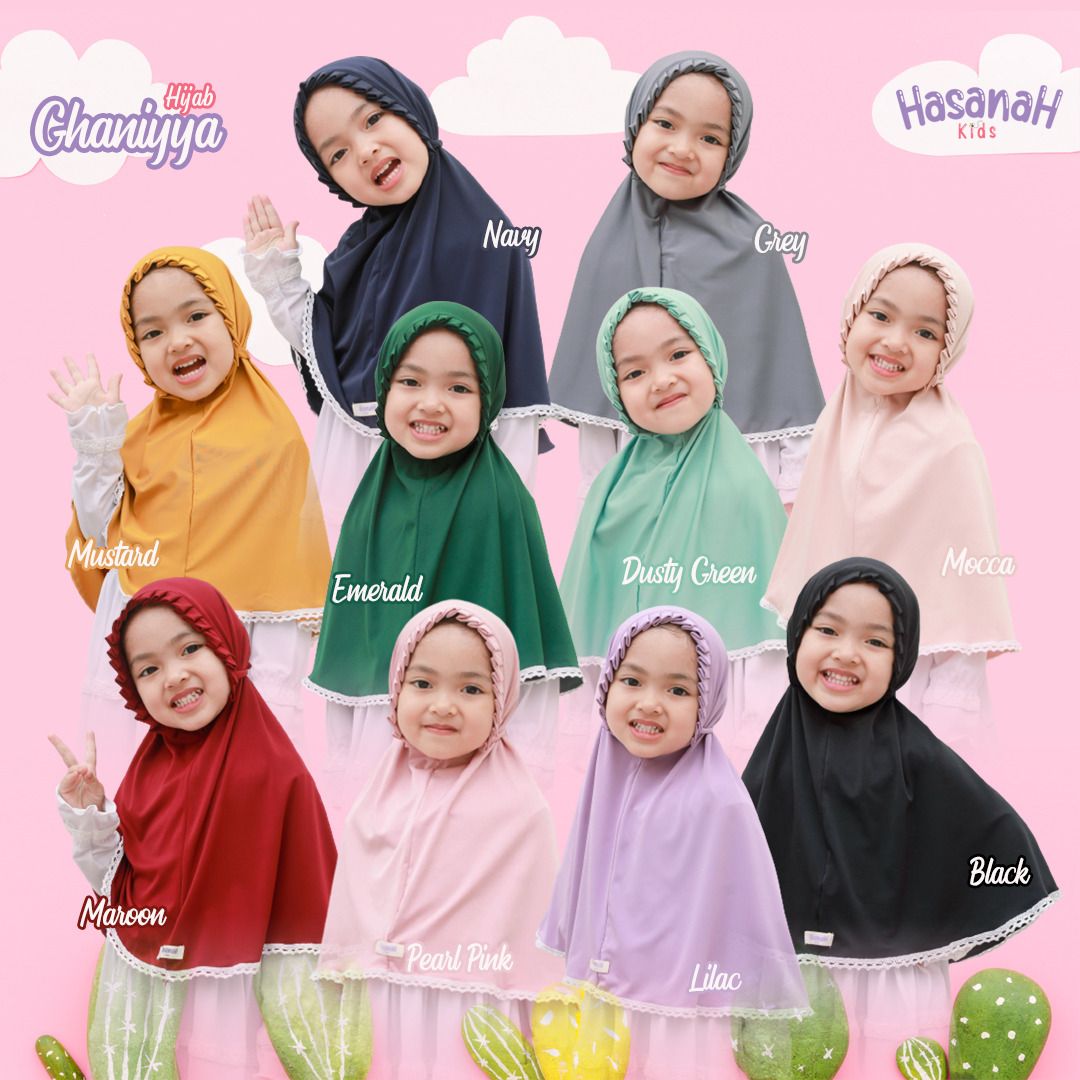 Hijab
Ghaniyya
HasanaH
Kids
Navy
Grey
Mustard
Emerald
Dusty Green
Mocca
Maroon
Pearl Pink
Lilac
Black